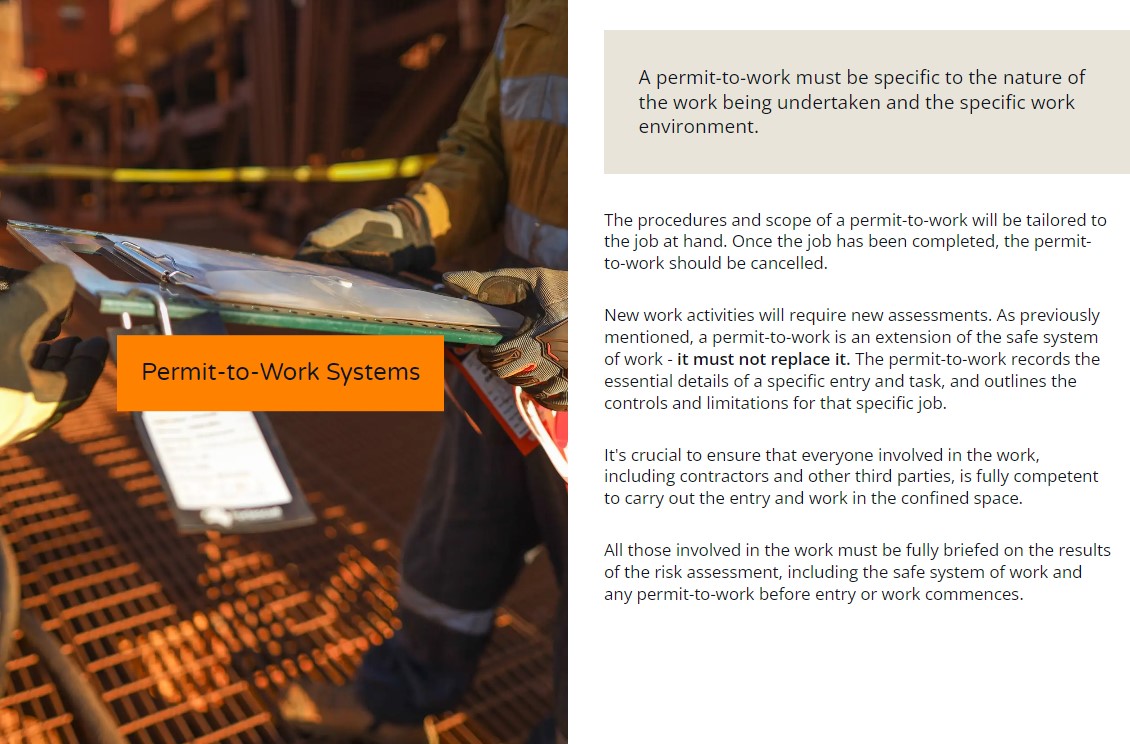 Permit-to-Work Systems
A permit-to-work must be specific to the nature of
the work being undertaken and the specific work
environment.
The procedures and scope of a permit-to-work will be tailored to
the job at hand. Once the job has been completed, the permit-
to-work should be cancelled.
New work activities will require new assessments. As previously
mentioned, a permit-to-work is an extension of the safe system
of work - it must not replace it. The permit-to-work records the
essential details of a specific entry and task, and outlines the
controls and limitations for that specific job.
It's crucial to ensure that everyone involved in the work,
including contractors and other third parties, is fully competent
to carry out the entry and work in the confined space.
All those involved in the work must be fully briefed on the results
of the risk assessment, including the safe system of work and
any permit-to-work before entry or work commences.